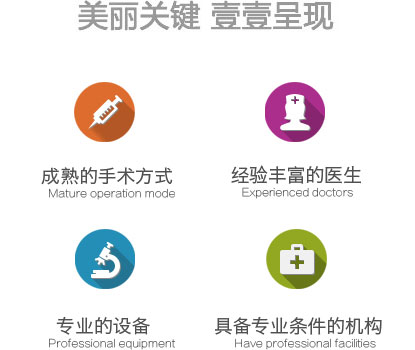 美丽关键 壹壹呈现
成熟的手术方式
Mature operation mode
经验丰富的医生
Experienced doctors
专业的设备
Professional equipment
具备专业条件的机构
Have professional facilities